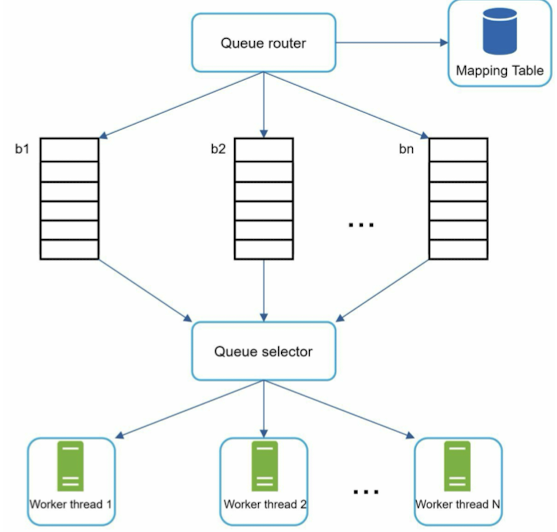 Queue router
Mapping Table
b1
b2
bn
...
Queue selector
Worker thread 1
Worker thread 2
...
Worker thread N